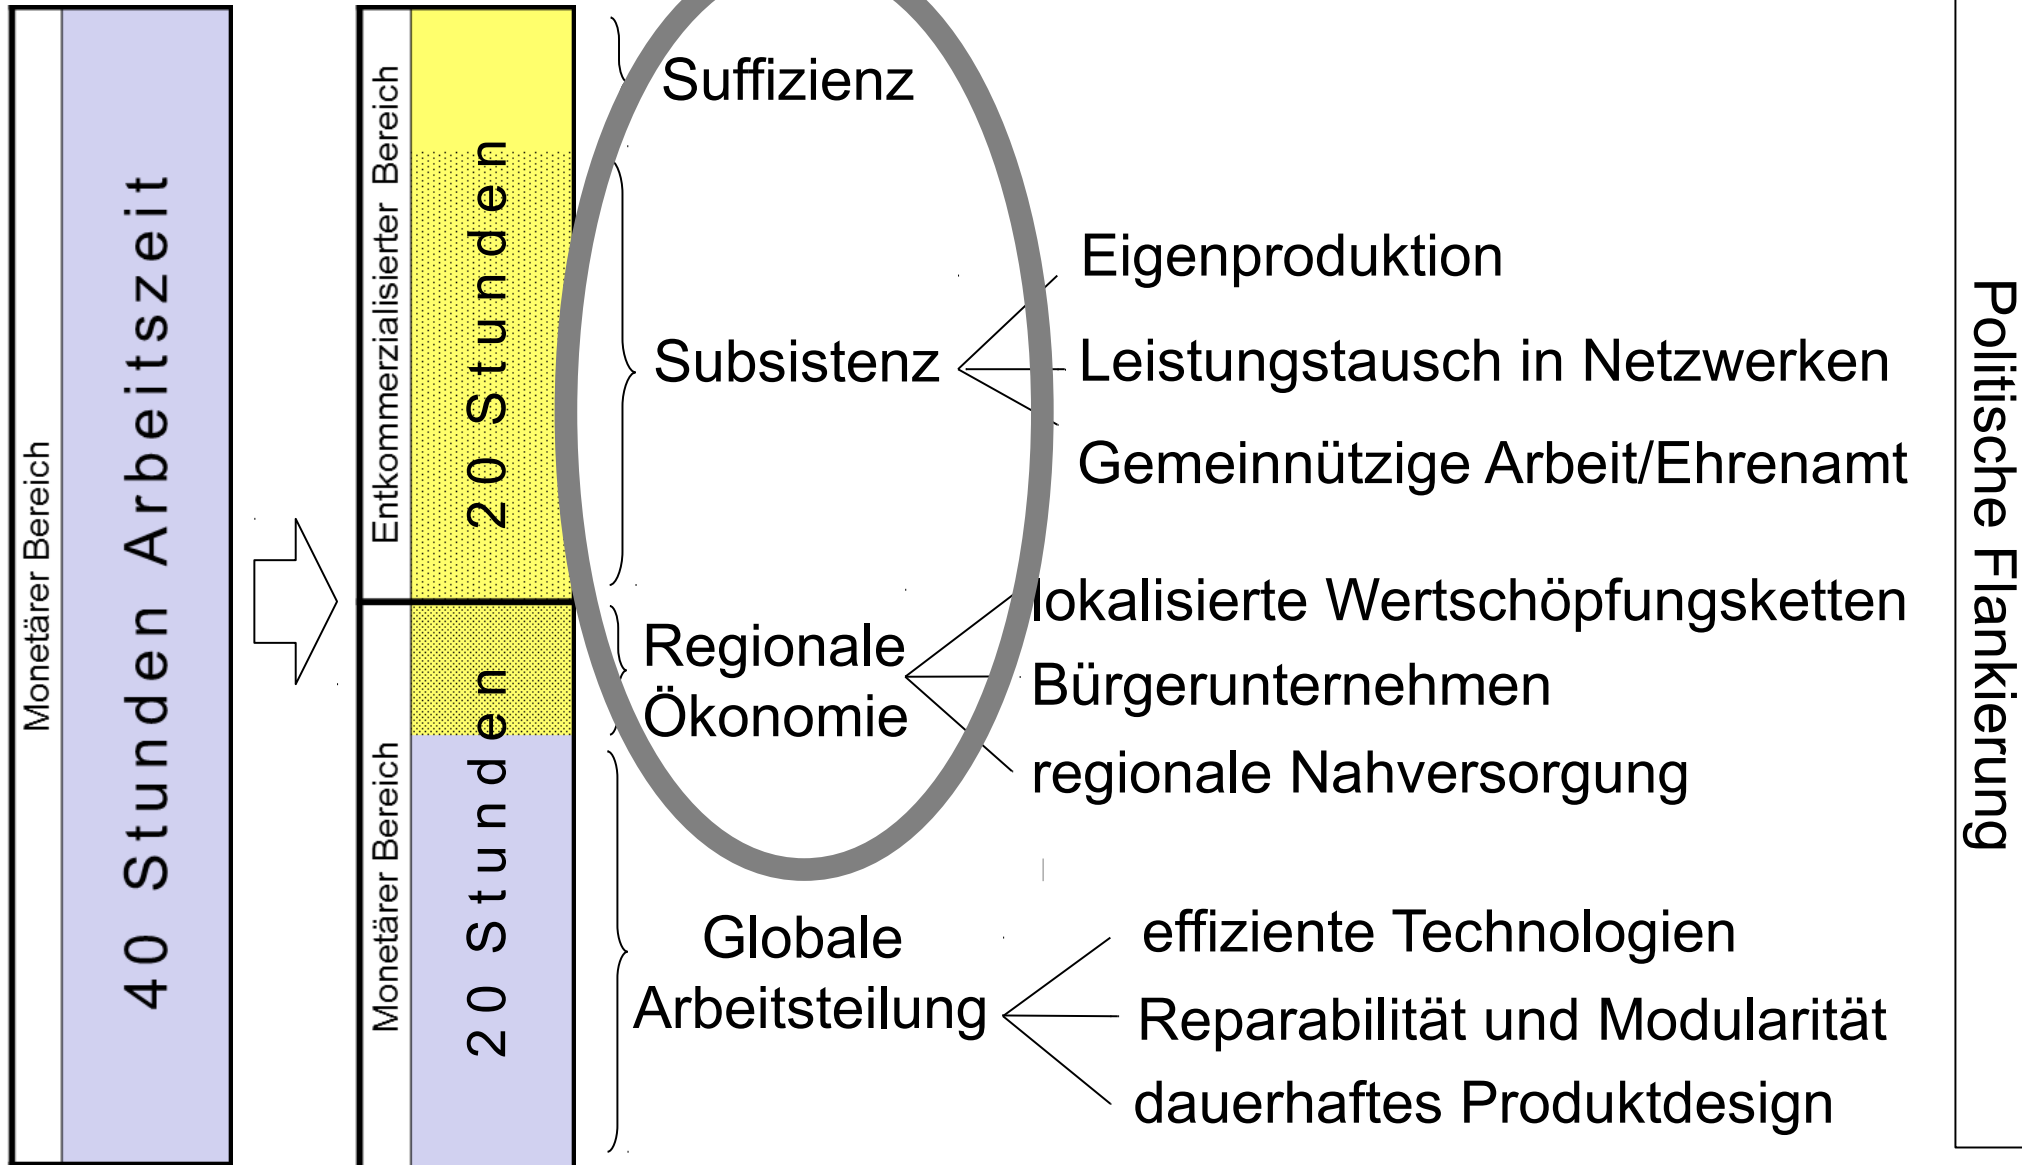 Monetärer Bereich
40 Stunden Arbeitszeit
Entkommerzialisierter Bereich
20 Stunden
Monetärer Bereich
20 Stunden
Suffizienz
Subsistenz
Eigenproduktion
Leistungstausch in Netzwerken
Gemeinnützige Arbeit/Ehrenamt
Regionale
Ökonomie
lokalisierte Wertschöpfungsketten
Bürgerunternehmen
regionale Nahversorgung
Globale
Arbeitsteilung
effiziente Technologien
Reparabilität und Modularität
dauerhaftes Produktdesign
Politische Flankierung